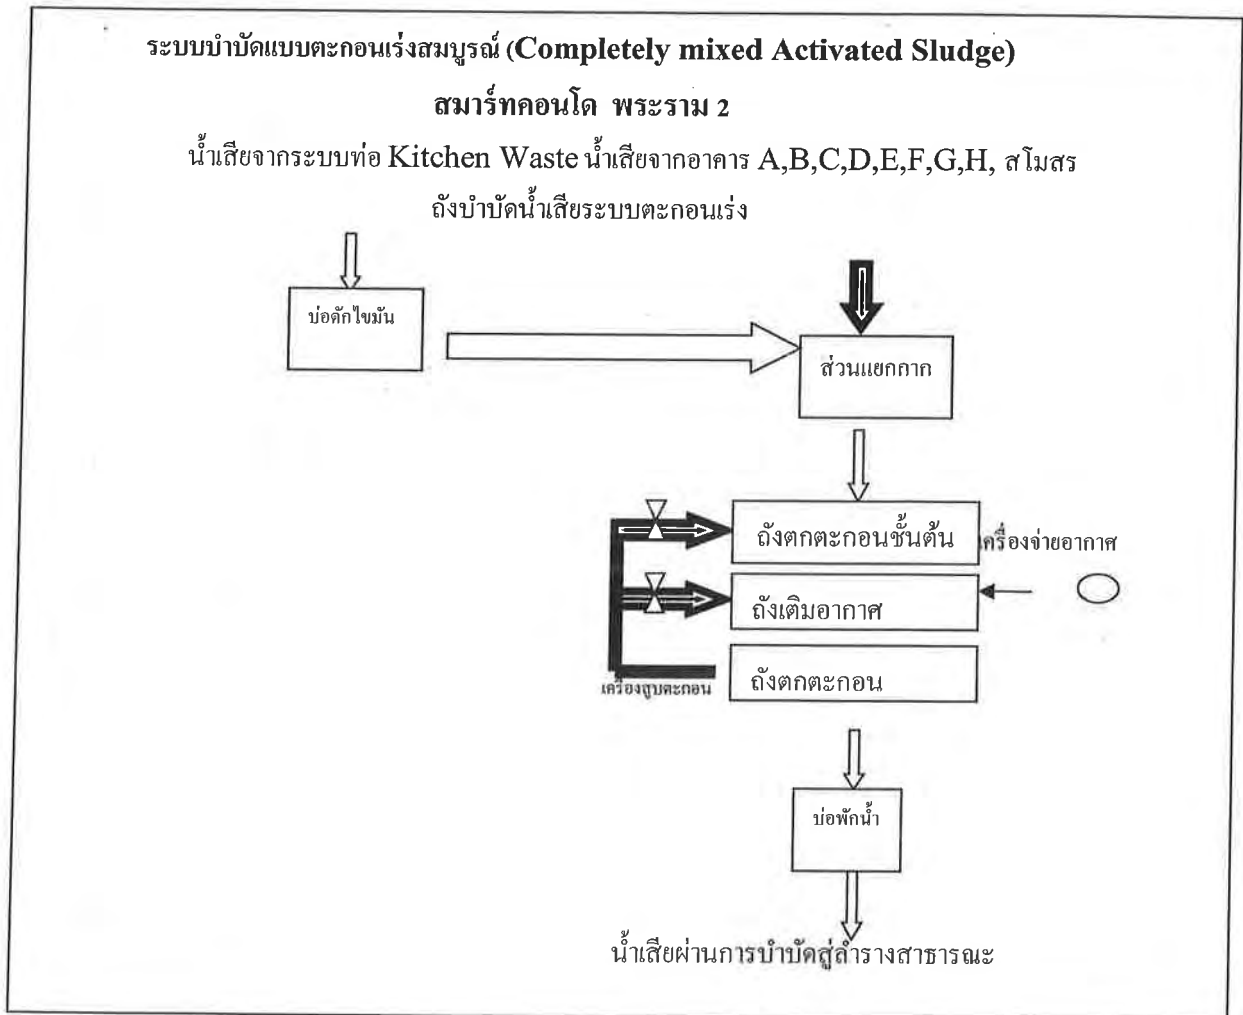 ระบบบำบัดแบบตะกอนเร่งสมบูรณ์ (Completely mixed Activated Sludge)
สมาร์ทคอนโด พระราม 2
น้ำเสียจากระบบท่อ Kitchen Waste น้ำเสียจากอาคาร A,B,C,D,E,F,G,H, สโมสร
ถังบำบัดน้ำเสียระบบตะกอนเร่ง
บ่อดักไขมัน
ส่วนแยกกาก
ถังตกตะกอนชั้นต้น
เครื่องจ่ายอากาศ
ถังเติมอากาศ
ถังตกตะกอน
เครื่องสูบตะกอน
บ่อพักน้ำ
น้ำเสียผ่านการบำบัดสู่ลำรางสาธารณะ